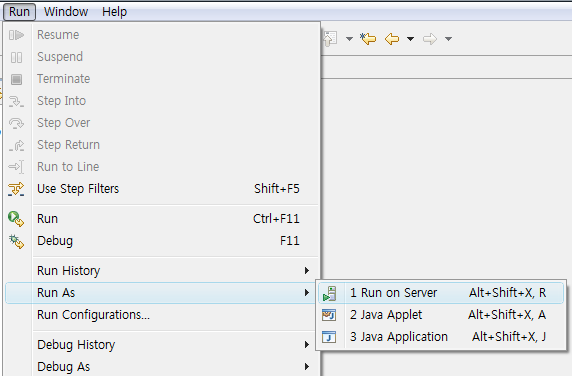 Run Window Help
Resume
Suspend
Terminate
Step Into
Step Over
Step Return
Run to Line
Use Step Filters Shift+F5
Run Ctrl+F11
Debug F11
Run History
Run As
1 Run on Server Alt+Shift+X, R
2 Java Applet Alt+Shift+X, A
3 Java Application Alt+Shift+X, J
Run Configurations...
Debug History
Debug As